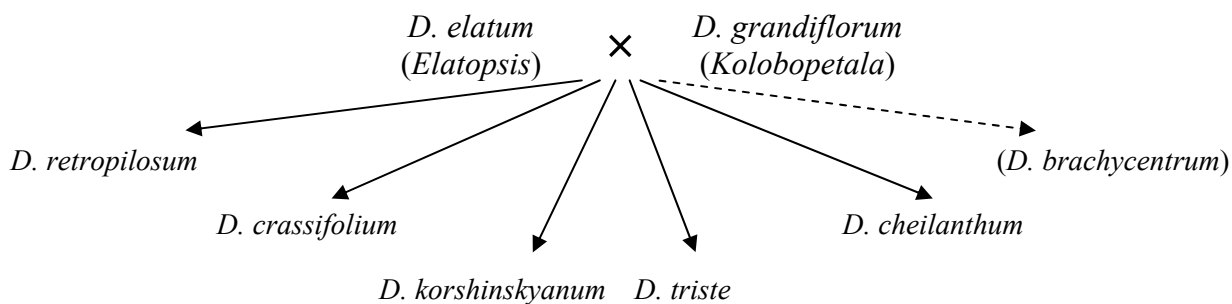 D. elatum × D. grandiflorum
(Elatopsis) (Kolobopetala)
D. retropilosum (D. brachycentrum)
D. crassifolium D. cheilanthum
D. korshinskyanum D. triste